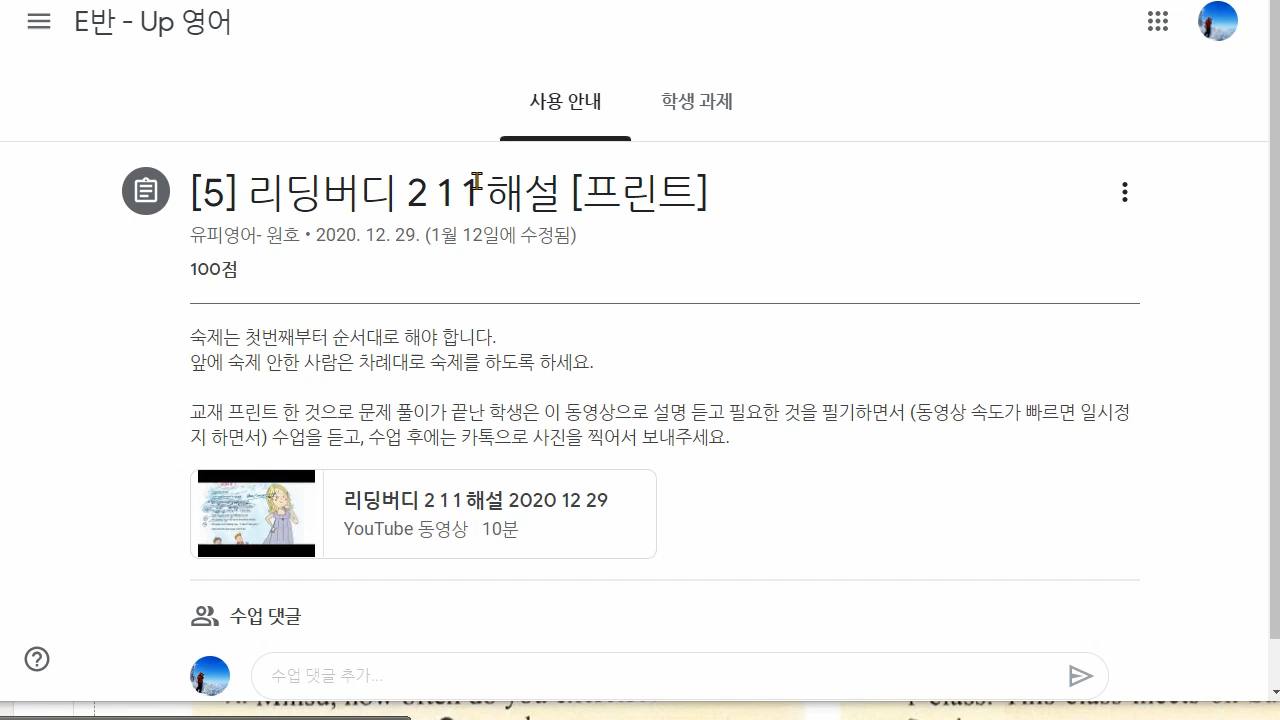 E반 - Up 영어
사용 안내
학생 과제
[5] 리딩버디 2 1 1 해설 [프린트]
유피영어- 원호 • 2020. 12. 29. (1월 12일에 수정됨)
100점
숙제는 첫번째부터 순서대로 해야 합니다.
앞에 숙제 안한 사람은 차례대로 숙제를 하도록 하세요.
교재 프린트 한 것으로 문제 풀이가 끝난 학생은 이 동영상으로 설명 듣고 필요한 것을 필기하면서 (동영상 속도가 빠르면 일시정
지 하면서) 수업을 듣고, 수업 후에는 카톡으로 사진을 찍어서 보내주세요.
리딩버디 2 1 1 해설 2020 12 29
YouTube 동영상 10분
수업 댓글
수업 댓글 추가...